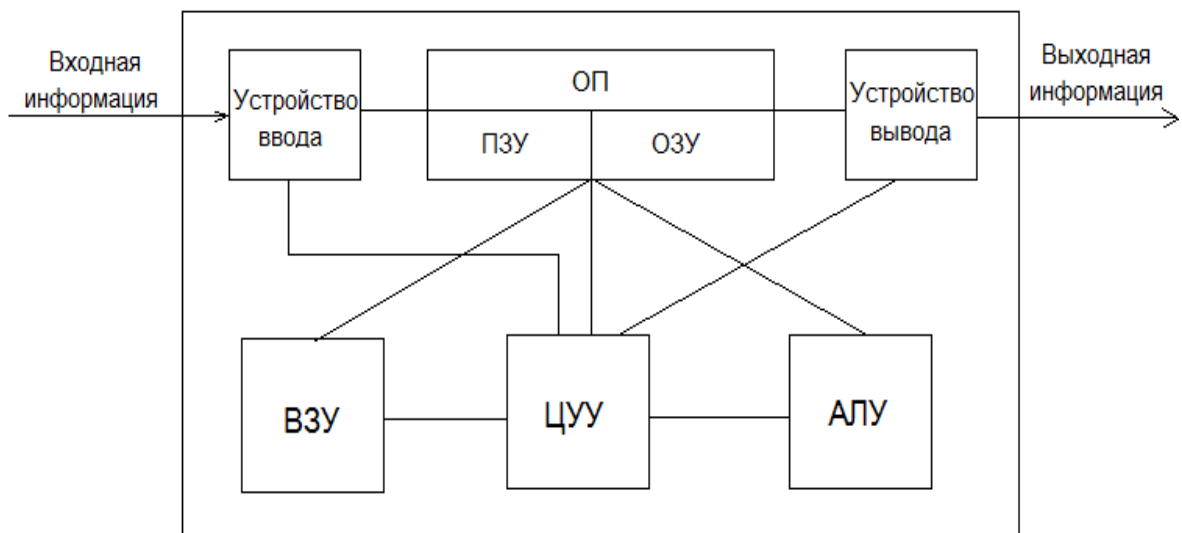 Входная
информация
Устройство
ввода
ОП
ПЗУ
ОЗУ
Устройство
вывода
Выходная
информация
ВЗУ
ЦУУ
АЛУ